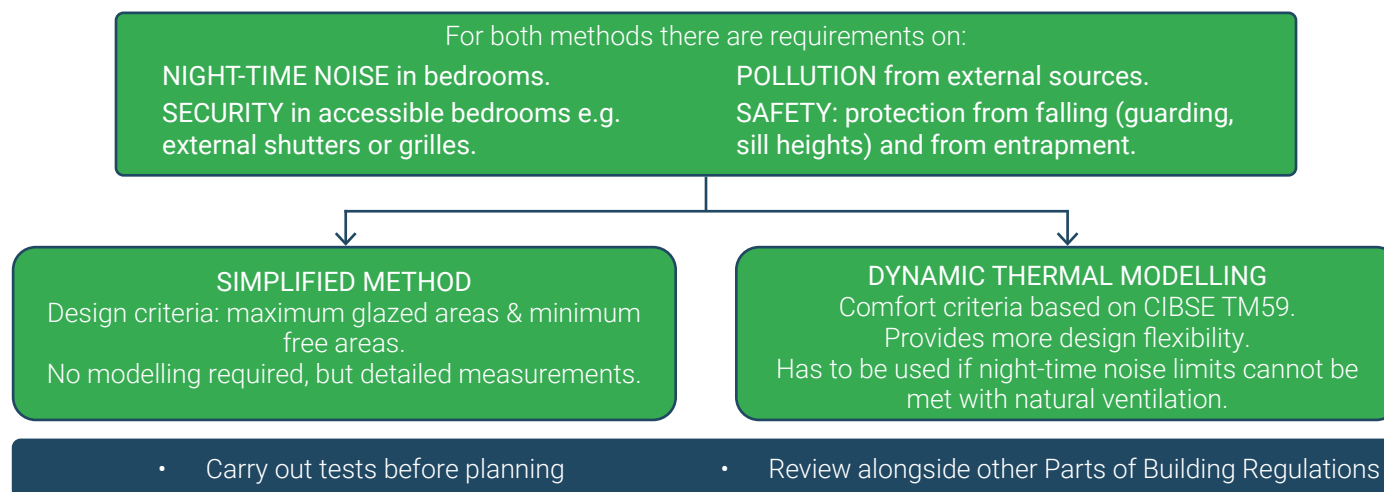 For both methods there are requirements on:
NIGHT-TIME NOISE in bedrooms.
SECURITY in accessible bedrooms e.g.
external shutters or grilles.
POLLUTION from external sources.
SAFETY: protection from falling (guarding,
sill heights) and from entrapment.
SIMPLIFIED METHOD
Design criteria: maximum glazed areas & minimum
free areas.
No modelling required, but detailed measurements.
DYNAMIC THERMAL MODELLING
Comfort criteria based on CIBSE TM59.
Provides more design flexibility.
Has to be used if night-time noise limits cannot be
met with natural ventilation.
• Carry out tests before planning
• Review alongside other Parts of Building Regulations